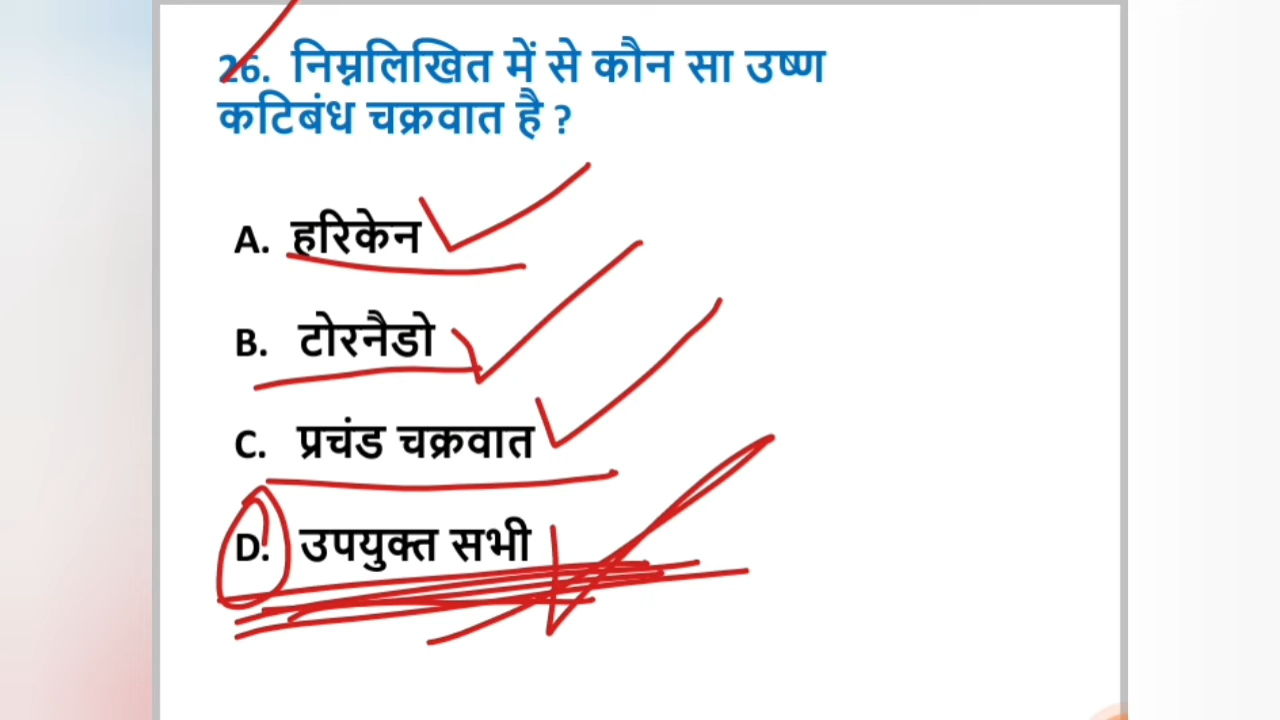 26. निम्नलिखित में से कौन सा उष्ण
कटिबंध चक्रवात है ?
A. हरिकेन
B. टोरनैडो
C. प्रचंड चक्रवात
D. उपयुक्त सभी